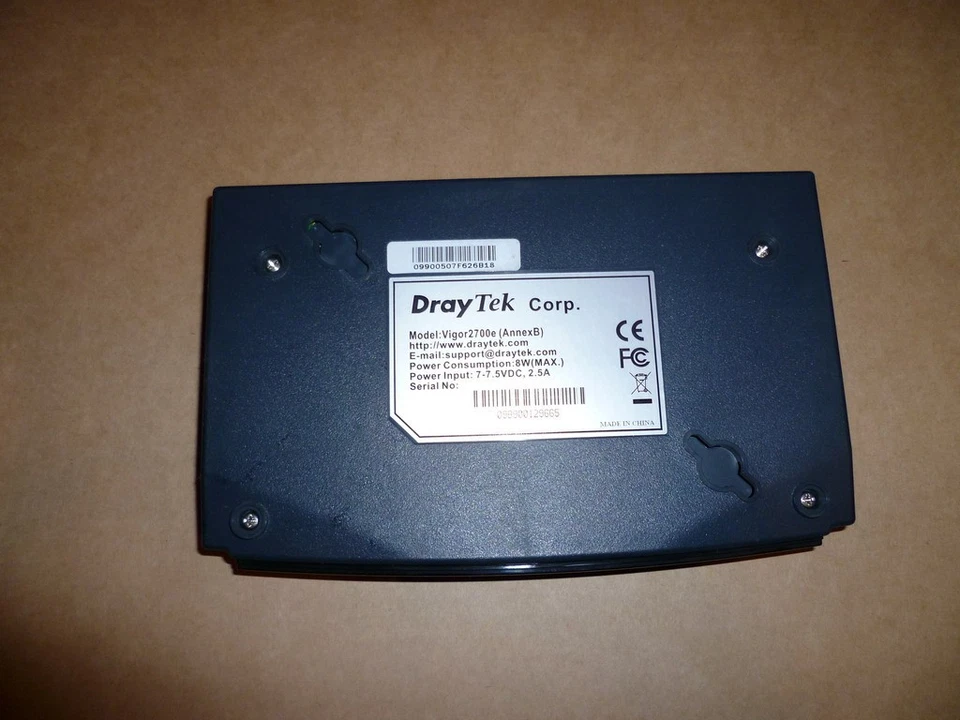 09900507F626B18
DrayTek Corp.
Model:Vigor2700e (AnnexB)
http://www.draytek.com
E-mail:support@draytek.com
Power Consumption:8W(MAX.)
Power Input: 7-7.5VDC, 2.5A
Serial No:
099900129665
CE
FC
MADE IN CHINA